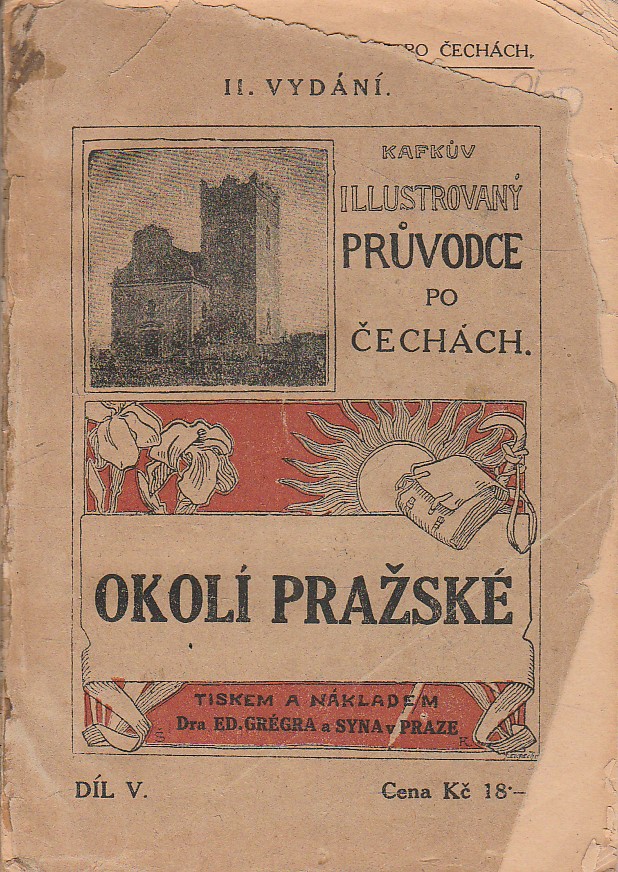 PO ČECHÁCH.
II. VYDÁNÍ.
KAFKŮV
ILLUSTROVANÝ
PRŮVODCE
PO
ČECHÁCH.
OKOLÍ PRAŽSKÉ
TISKEM A NÁKLADEM
Dra ED. GRÉGRA a SYNA v PRAZE
Š K
DÍL V.
Cena Kč 18·–